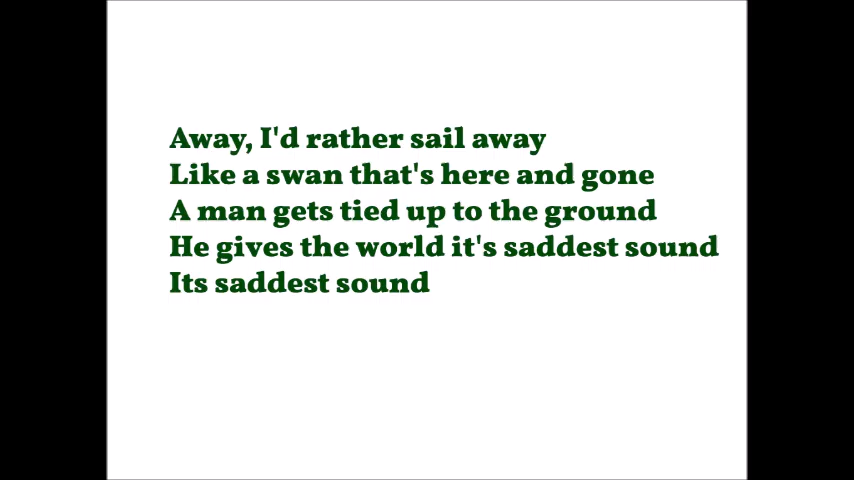 Away, I'd rather sail away
Like a swan that's here and gone
A man gets tied up to the ground
He gives the world it's saddest sound
Its saddest sound